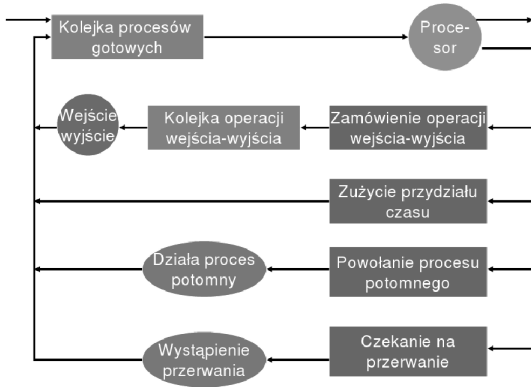 Kolejka procesów
gotowych
Proce-
sor
Wejście
wyjście
Kolejka operacji
wejścia-wyjścia
Zamówienie operacji
wejścia-wyjścia
Zużycie przydziału
czasu
Działa proces
potomny
Powołanie procesu
potomnego
Wystąpienie
przerwania
Czekanie na
przerwanie